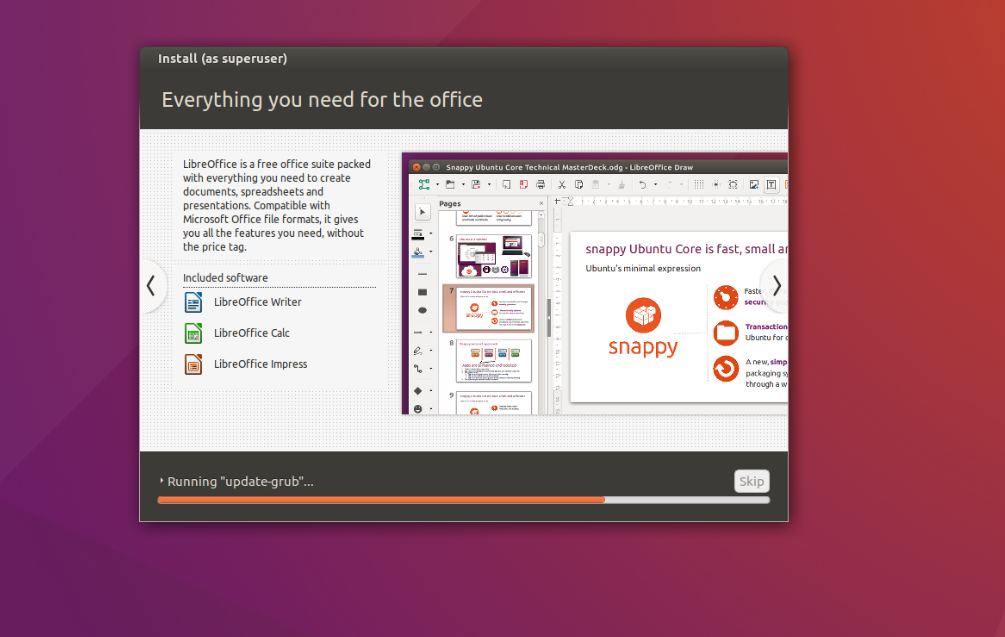 Install (as superuser)
Everything you need for the office
LibreOffice is a free office suite packed
with everything you need to create
documents, spreadsheets and
presentations. Compatible with
Microsoft Office file formats, it gives
you all the features you need, without
the price tag.
Included software
LibreOffice Writer
LibreOffice Calc
LibreOffice Impress
Snappy Ubuntu Core Technical MasterDeck.odg - LibreOffice Draw
Pages
6
7
8
9
snappy Ubuntu Core is fast, small
Ubuntu's minimal expression
snappy
Transaction
Ubuntu for
A new, simp
packaging sy
through a w
Running "update-grub"...
Skip